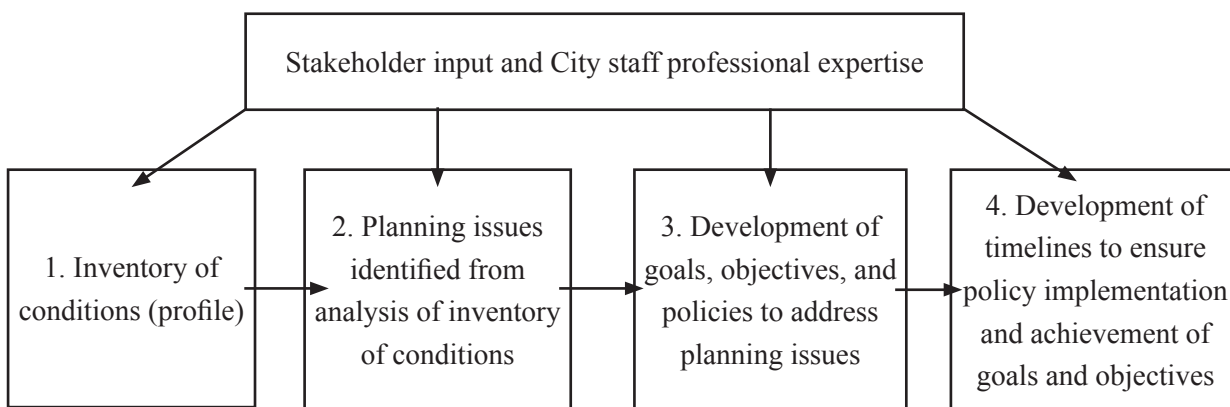 Stakeholder input and City staff professional expertise
1. Inventory of
conditions (profile)
2. Planning issues
identified from
analysis of inventory
of conditions
3. Development of
goals, objectives, and
policies to address
planning issues
4. Development of
timelines to ensure
policy implementation
and achievement of
goals and objectives